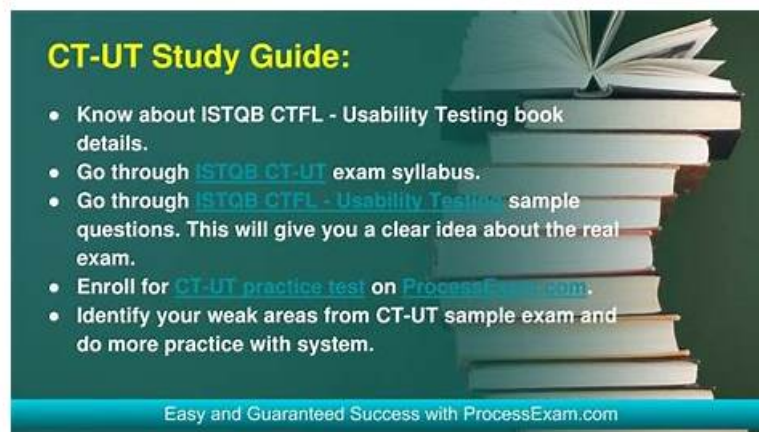 CT-UT Study Guide:
● Know about ISTQB CTFL - Usability Testing book
details.
● Go through ISTQB CT-UT exam syllabus.
● Go through ISTQB CTFL - Usability Testing sample
questions. This will give you a clear idea about the real
exam.
● Enroll for CT-UT practice test on ProcessExam.com.
● Identify your weak areas from CT-UT sample exam and
do more practice with system.
Easy and Guaranteed Success with ProcessExam.com